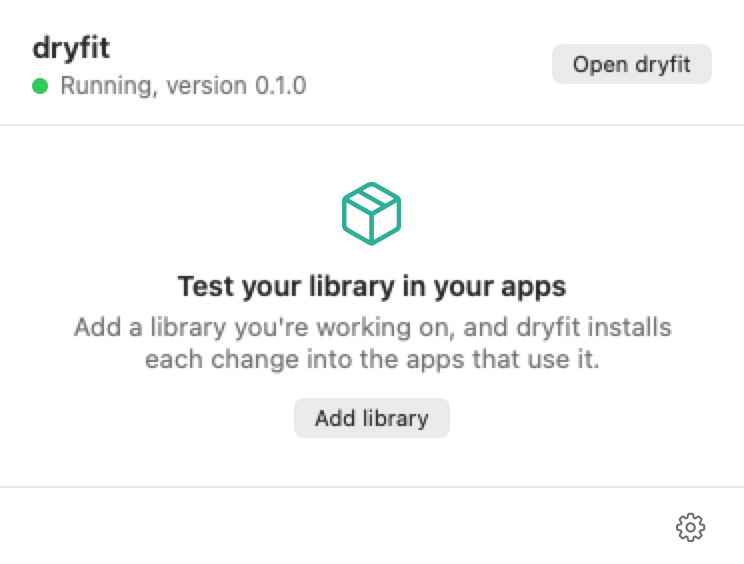 dryfit
Running, version 0.1.0
Open dryfit
Test your library in your apps
Add a library you're working on, and dryfit installs
each change into the apps that use it.
Add library